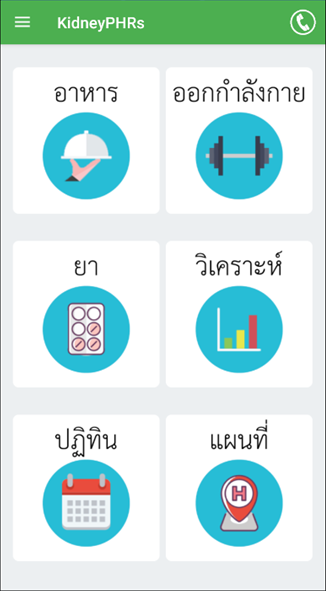 KidneyPHRs
อาหาร
ออกกำลังกาย
ยา
วิเคราะห์
ปฏิทิน
แผนที่
H